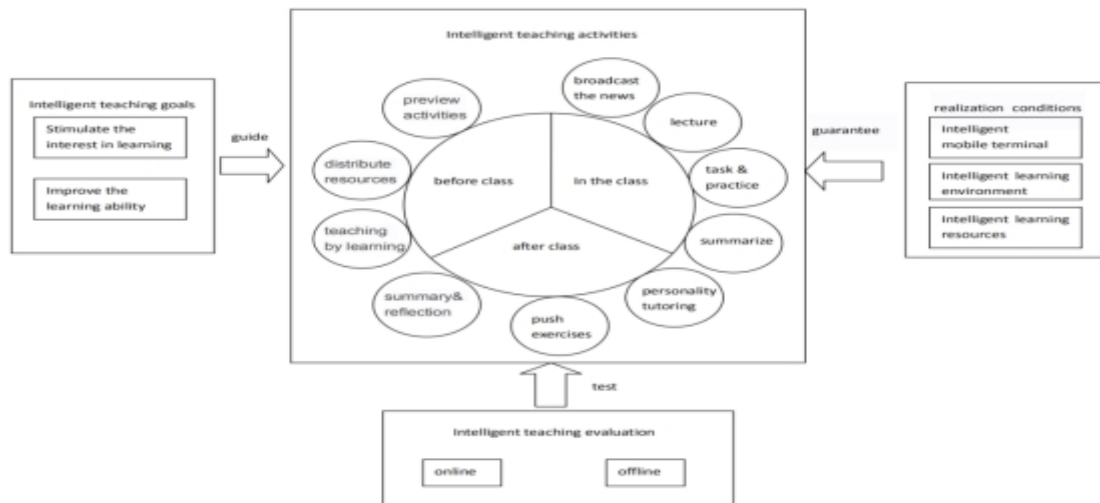 Intelligent teaching activities
Intelligent teaching goals
Stimulate the
interest in learning
Improve the
learning ability
guide
preview
activities
distribute
resources
teaching
by learning
summary&
reflection
before class
in the class
after class
broadcast
the news
lecture
task &
practice
summarize
personality
tutoring
push
exercises
guarantee
realization conditions
Intelligent
mobile terminal
Intelligent learning
environment
Intelligent learning
resources
test
Intelligent teaching evaluation
online
offline